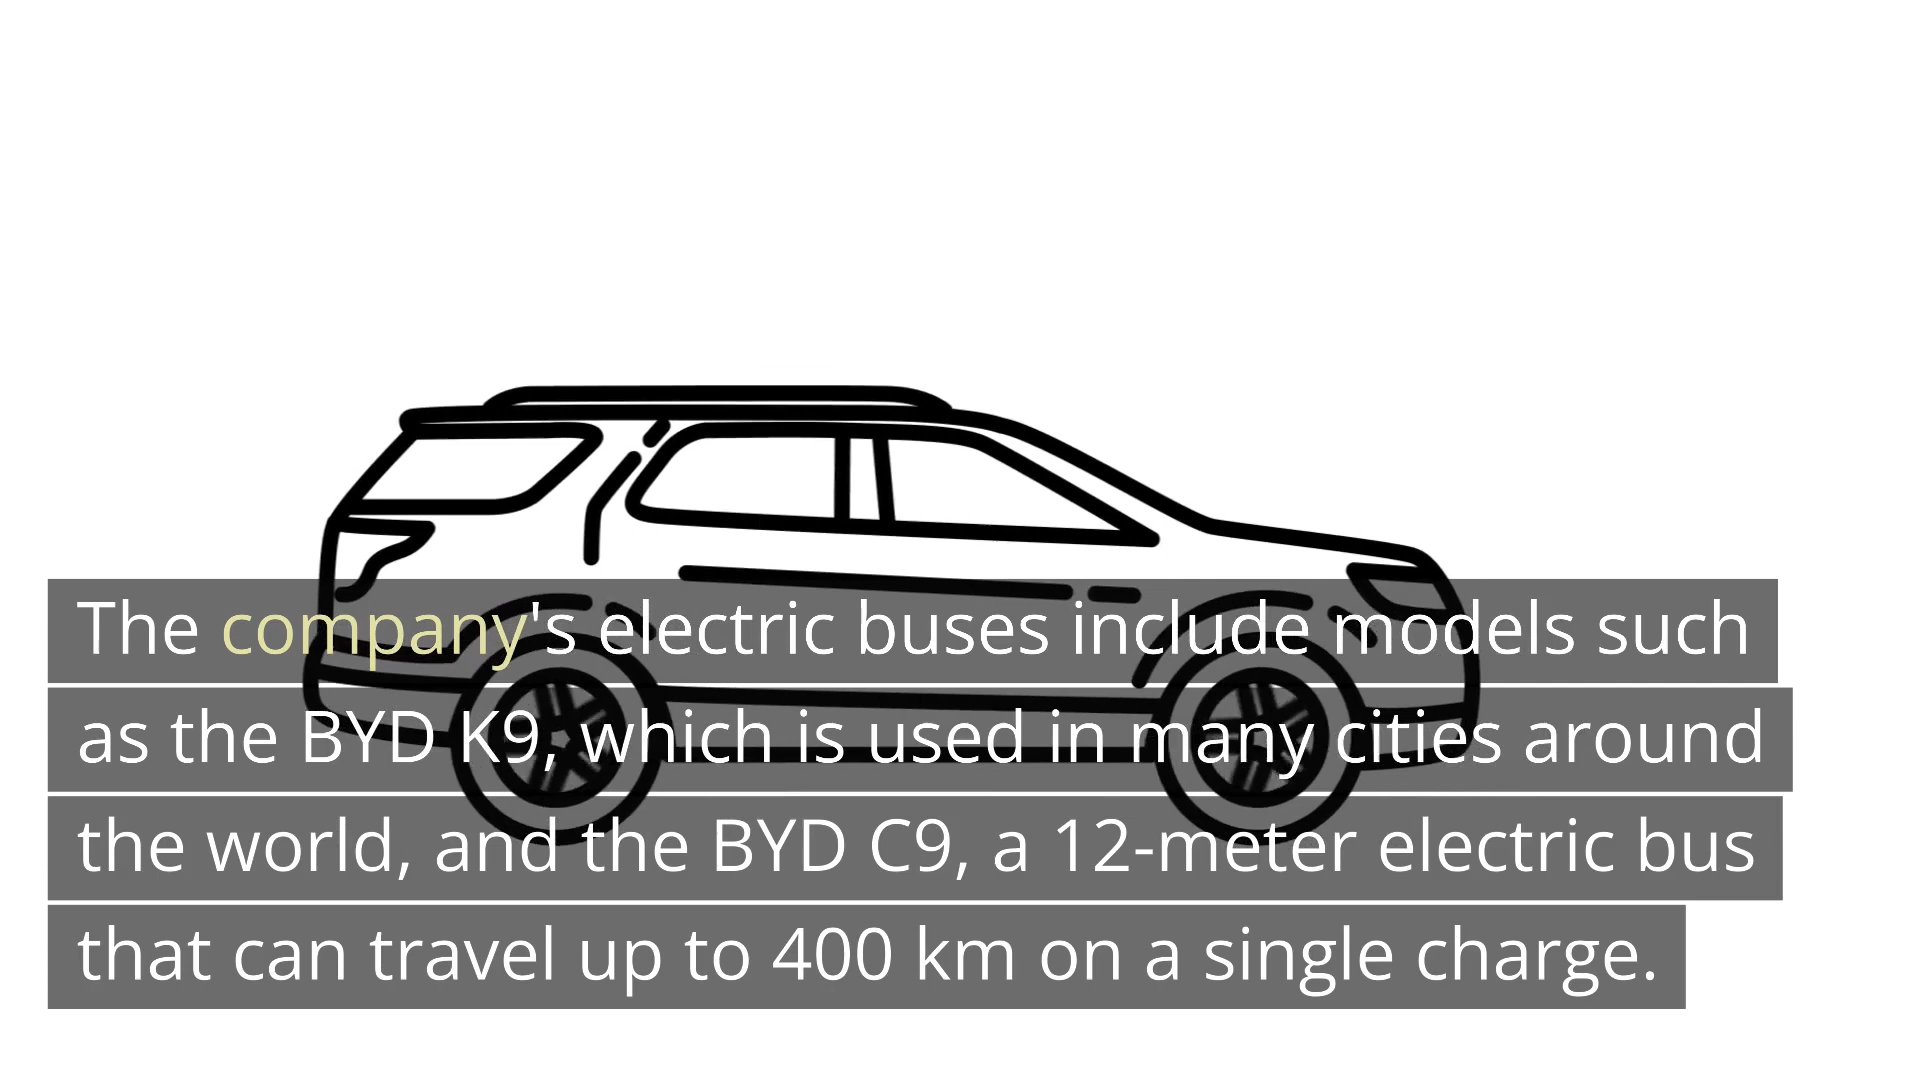 The company's electric buses include models such
as the BYD K9, which is used in many cities around
the world, and the BYD C9, a 12-meter electric bus
that can travel up to 400 km on a single charge.